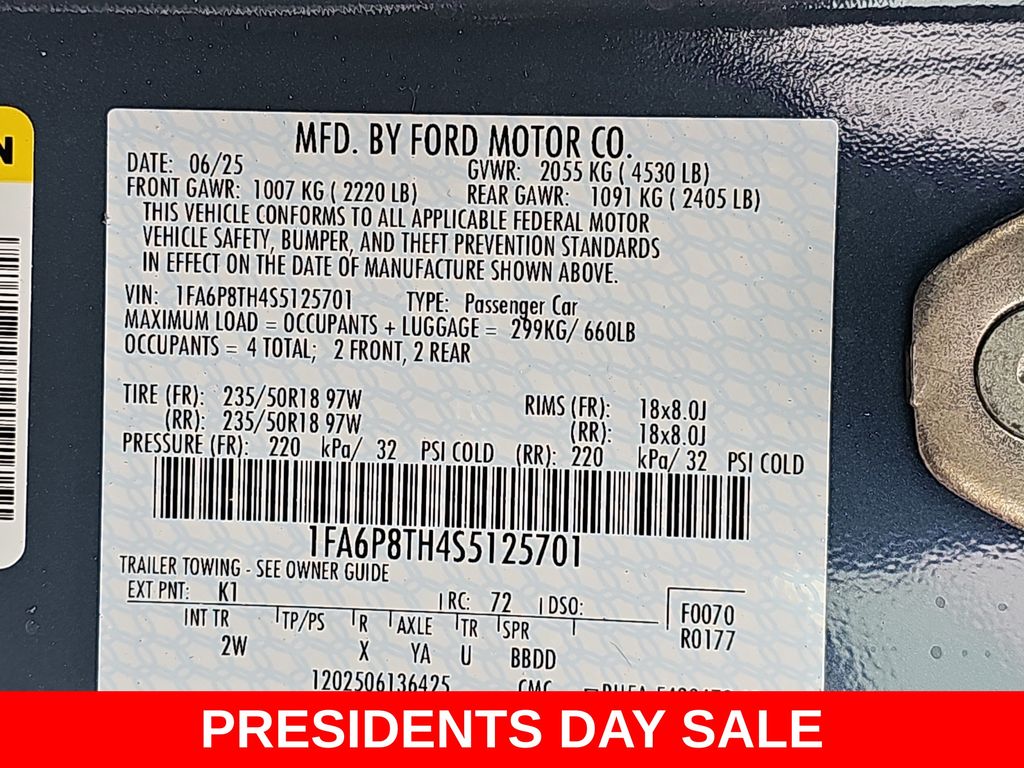 N
MFD. BY FORD MOTOR CO.
DATE: 06/25 GVWR: 2055 KG ( 4530 LB)
FRONT GAWR: 1007 KG ( 2220 LB) REAR GAWR: 1091 KG ( 2405 LB)
THIS VEHICLE CONFORMS TO ALL APPLICABLE FEDERAL MOTOR
VEHICLE SAFETY, BUMPER, AND THEFT PREVENTION STANDARDS
IN EFFECT ON THE DATE OF MANUFACTURE SHOWN ABOVE.
VIN: 1FA6P8TH4S5125701 TYPE: Passenger Car
MAXIMUM LOAD = OCCUPANTS + LUGGAGE = 299KG/ 660LB
OCCUPANTS = 4 TOTAL; 2 FRONT, 2 REAR
TIRE (FR): 235/50R18 97W RIMS (FR): 18x8.0J
(RR): 235/50R18 97W (RR): 18x8.0J
PRESSURE (FR): 220 kPa/ 32 PSI COLD (RR): 220 kPa/ 32 PSI COLD
1FA6P8TH4S5125701
TRAILER TOWING - SEE OWNER GUIDE
EXT PNT: K1 RC: 72 DSO: F0070
R0177
INT TR TP/PS R AXLE TR SPR
2W X YA U BBDD
1202506136425 CMC
PRESIDENTS DAY SALE